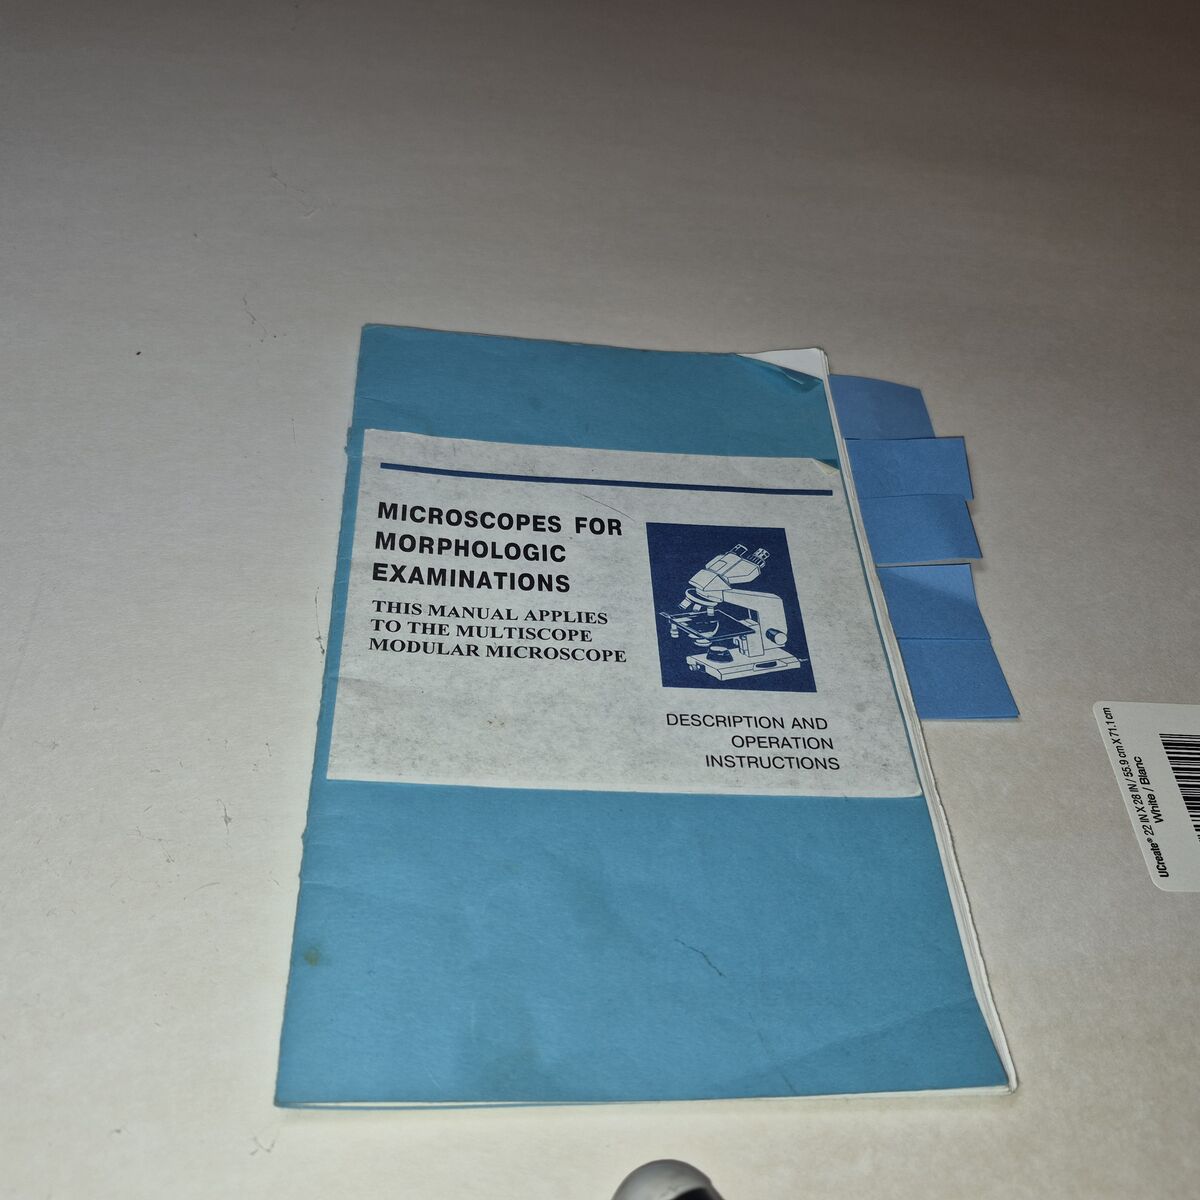 MICROSCOPES FOR
MORPHOLOGIC
EXAMINATIONS
THIS MANUAL APPLIES
TO THE MULTISCOPE
MODULAR MICROSCOPE
DESCRIPTION AND
OPERATION
INSTRUCTIONS
UCreate® 22 IN X 28 IN / 55.9 cm X 71.1 cm
White / Blanc